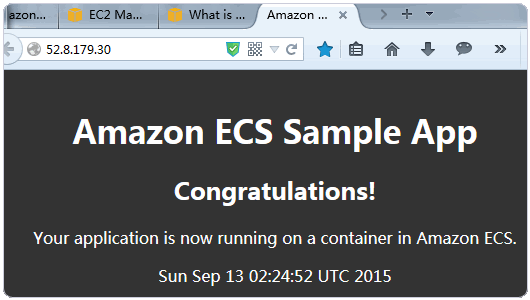 azon... EC2 Ma... What is ... Amazon ...
52.8.179.30
Amazon ECS Sample App
Congratulations!
Your application is now running on a container in Amazon ECS.
Sun Sep 13 02:24:52 UTC 2015